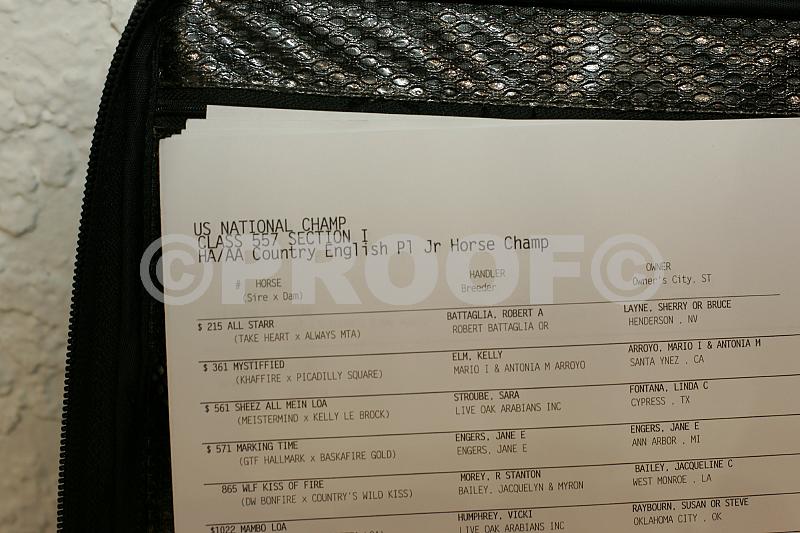 US NATIONAL CHAMP
CLASS 557 SECTION I
HA/AA Country English Pl Jr Horse Champ
©PROOF©
# HORSE HANDLER OWNER
(Sire x Dam) Breeder Owner's City, ST
$ 215 ALL STARR BATTAGLIA, ROBERT A LAYNE, SHERRY OR BRUCE
(TAKE HEART x ALWAYS MTA) ROBERT BATTAGLIA OR HENDERSON , NV
$ 361 MYSTIFFIED ELM, KELLY ARROYO, MARIO I & ANTONIA M
(KHAFFIRE x PICADILLY SQUARE) MARIO I & ANTONIA M ARROYO SANTA YNEZ , CA
$ 561 SHEEZ ALL MEIN LOA STROUBE, SARA FONTANA, LINDA C
(MEISTERMIND x KELLY LE BROCK) LIVE OAK ARABIANS INC CYPRESS , TX
$ 571 MARKING TIME ENGERS, JANE E ENGERS, JANE E
(GTF HALLMARK x BASKAFIRE GOLD) ENGERS, JANE E ANN ARBOR , MI
865 WLF KISS OF FIRE MOREY, R STANTON BAILEY, JACQUELINE C
(DW BONFIRE x COUNTRY'S WILD KISS) BAILEY, JACQUELYN & MYRON WEST MONROE , LA
$1022 MAMBO LOA HUMPHREY, VICKI RAYBOURN, SUSAN OR STEVE
LIVE OAK ARABIANS INC OKLAHOMA CITY , OK